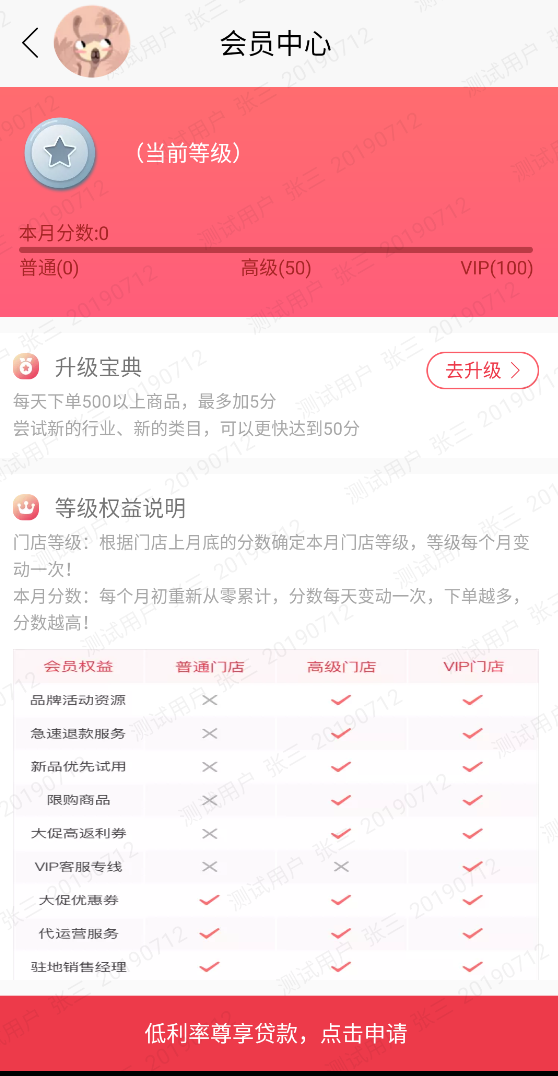 会员中心
（当前等级）
本月分数:0
普通(0) 高级(50) VIP(100)
升级宝典 去升级
每天下单500以上商品，最多加5分
尝试新的行业、新的类目，可以更快达到50分
等级权益说明
门店等级：根据门店上月底的分数确定本月门店等级，等级每个月变
动一次！
本月分数：每个月初重新从零累计，分数每天变动一次，下单越多，
分数越高！
会员权益 普通门店 高级门店 VIP门店
品牌活动资源
急速退款服务
新品优先试用
限购商品
大促高返利券
VIP客服专线
大促优惠券
代运营服务
驻地销售经理
低利率尊享贷款，点击申请
测试用户 张三 20190712